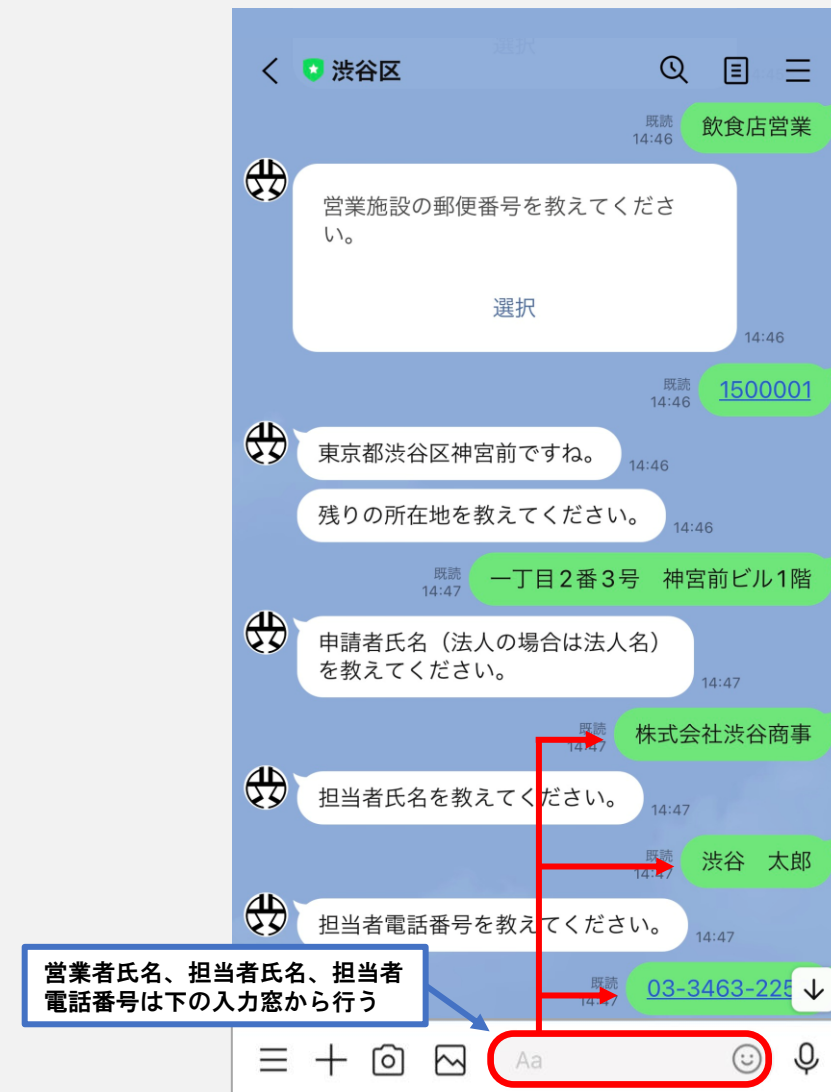 渋谷区
既読
14:46
飲食店営業
営業施設の郵便番号を教えてくださ
い。
選択
14:46
既読
14:46
1500001
東京都渋谷区神宮前ですね。
14:46
残りの所在地を教えてください。
14:46
既読
14:47
一丁目2番3号　神宮前ビル1階
申請者氏名（法人の場合は法人名）
を教えてください。
14:47
既読
14:47
株式会社渋谷商事
担当者氏名を教えてください。
14:47
既読
14:47
渋谷　太郎
担当者電話番号を教えてください。
14:47
営業者氏名、担当者氏名、担当者
電話番号は下の入力窓から行う
既読
14:47
03-3463-225
Aa